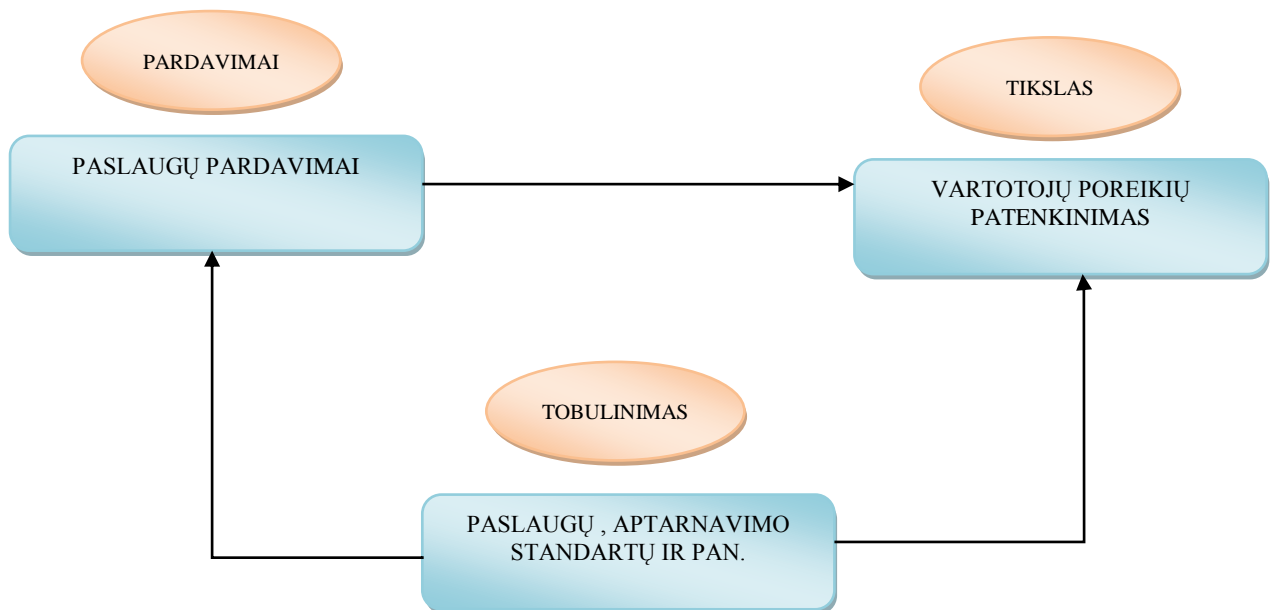 PARDAVIMAI
TIKSLAS
PASLAUGŲ PARDAVIMAI
VARTOTOJŲ POREIKIŲ
PATENKINIMAS
TOBULINIMAS
PASLAUGŲ , APTARNAVIMO
STANDARTŲ IR PAN.